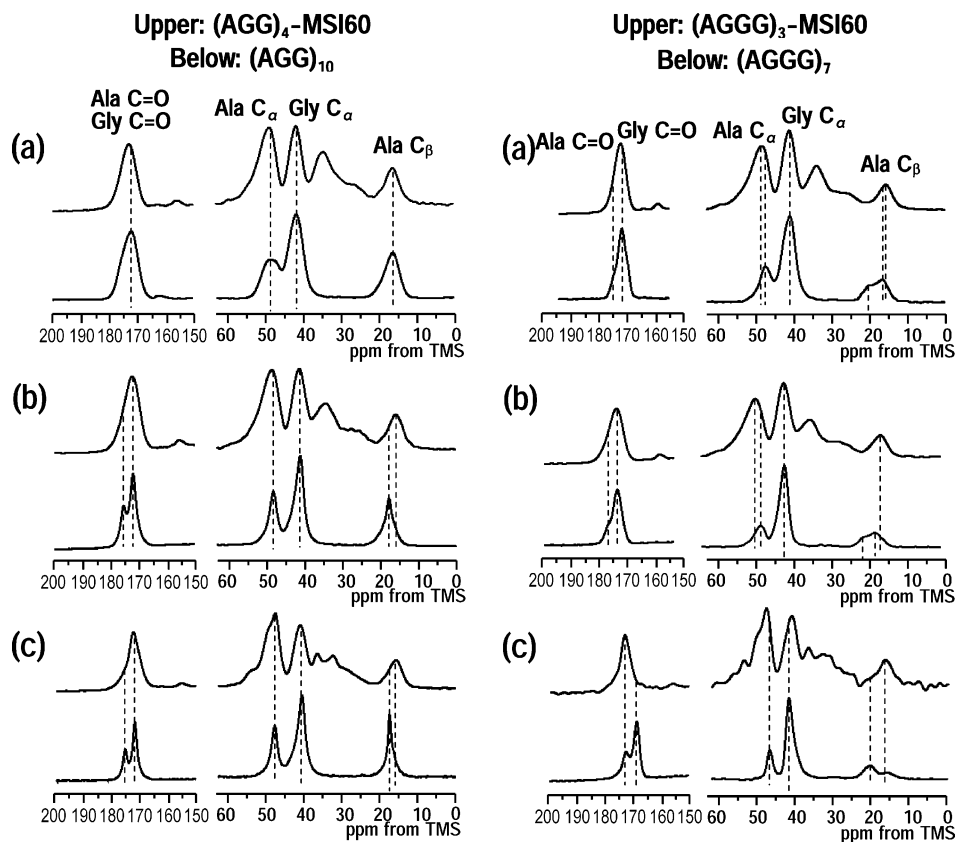 Upper: (AGG)₄-MSI60
Below: (AGG)₁₀
Upper: (AGGG)₃-MSI60
Below: (AGGG)₇
(a)
Ala C=O
Gly C=O
Ala Cα
Gly Cα
Ala Cβ
200 190 180 170 160 150
60 50 40 30 20 10 0
ppm from TMS
(a)
Ala C=O
Gly C=O
Ala Cα
Gly Cα
Ala Cβ
200 190 180 170 160 150
60 50 40 30 20 10 0
ppm from TMS
(b)
200 190 180 170 160 150
60 50 40 30 20 10 0
ppm from TMS
(b)
200 190 180 170 160 150
60 50 40 30 20 10 0
ppm from TMS
(c)
200 190 180 170 160 150
60 50 40 30 20 10 0
ppm from TMS
(c)
200 190 180 170 160 150
60 50 40 30 20 10 0
ppm from TMS